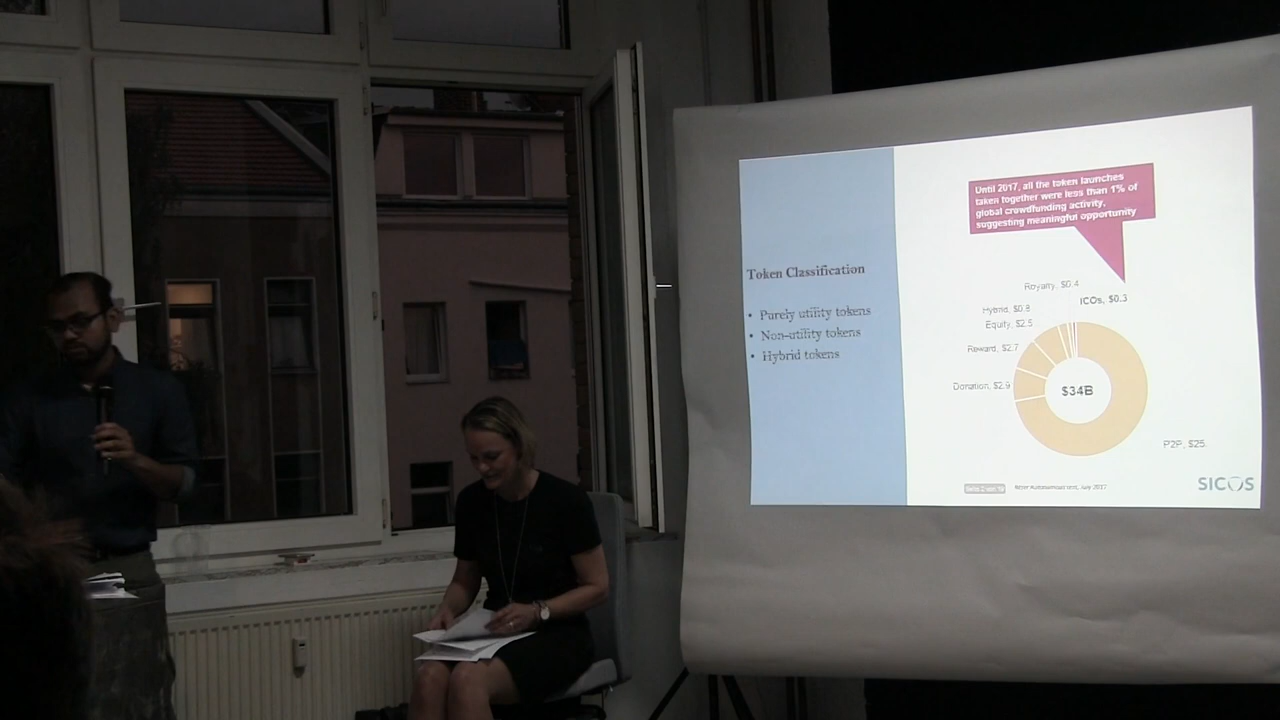 Token Classification
• Purely utility tokens
• Non-utility tokens
• Hybrid tokens
Until 2017, all the token launches
taken together were less than 1% of
global crowdfunding activity,
suggesting meaningful opportunity
Royalty, $0.4
ICOs, $0.3
Hybrid, $0.8
Equity, $2.5
Reward, $2.7
Donation, $2.9
$34B
P2P, $25
July 2017
SICOS